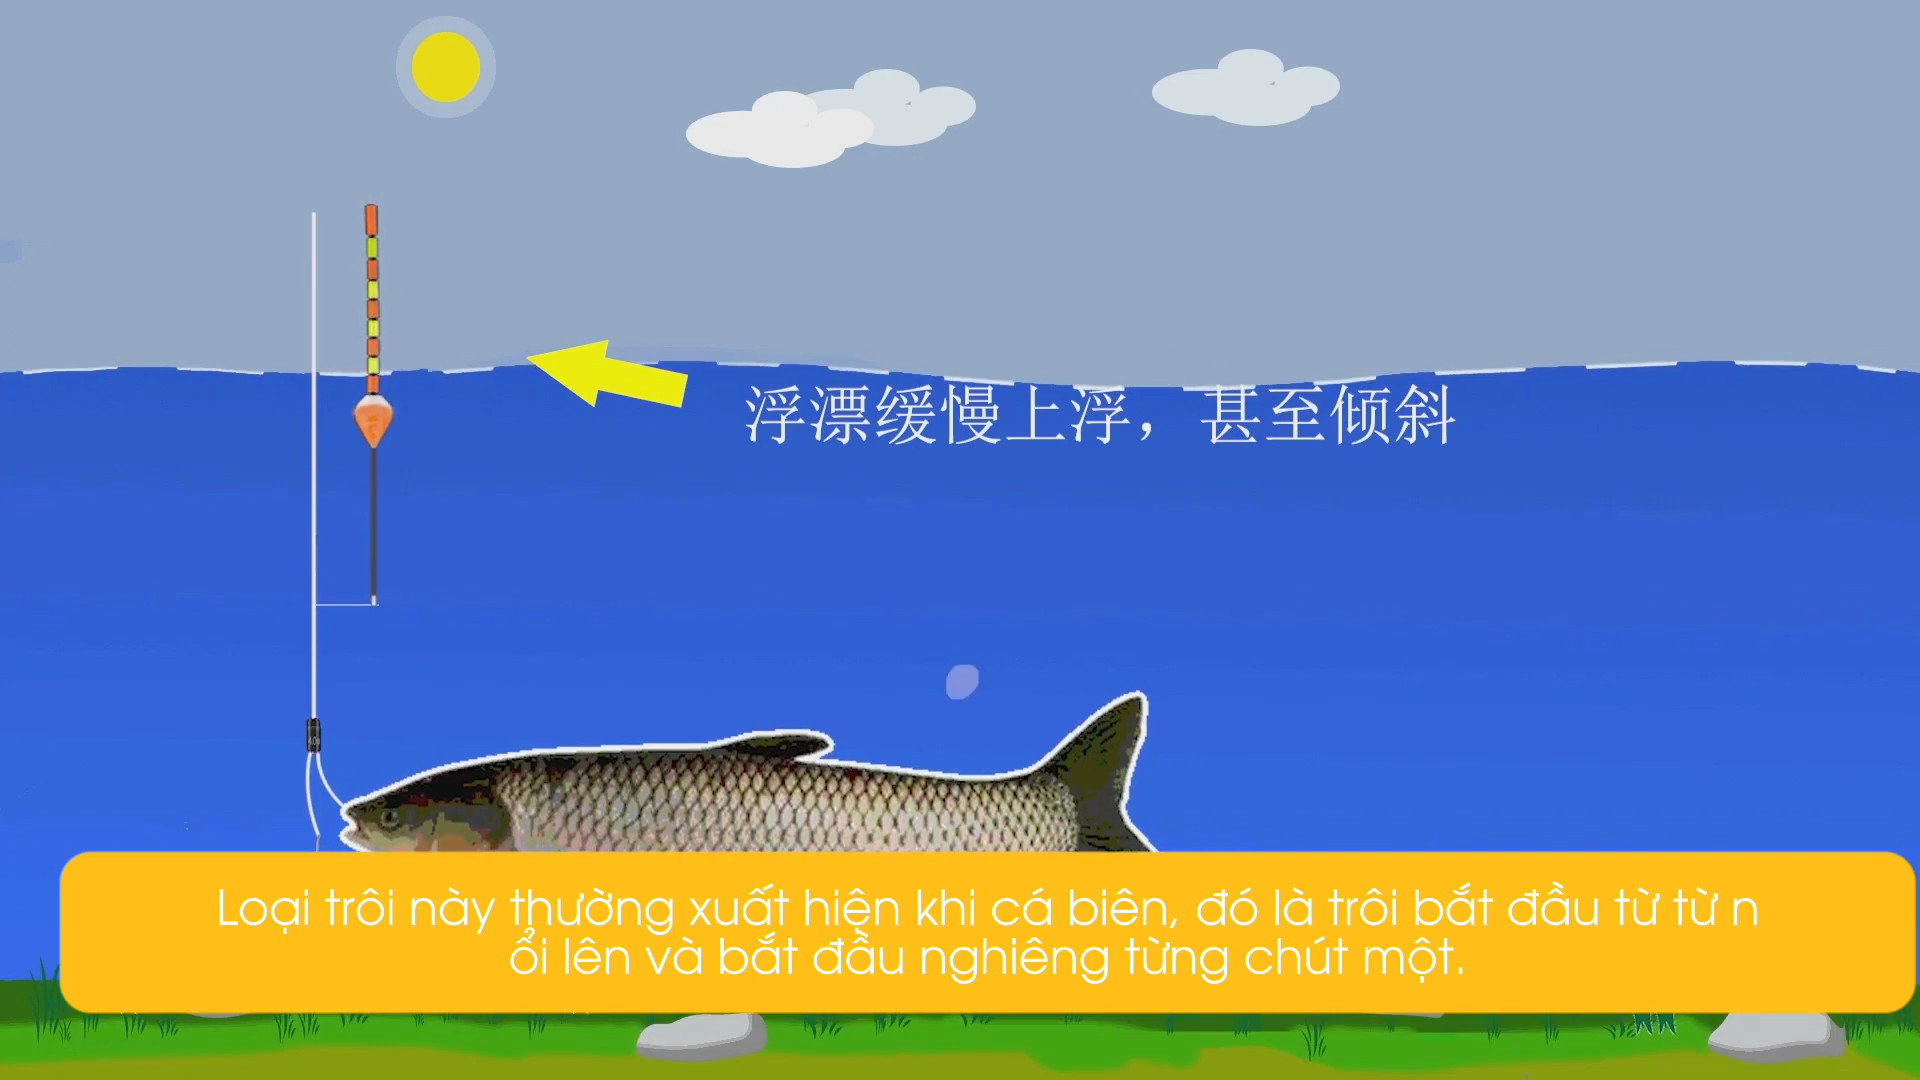 浮漂缓慢上浮，甚至倾斜
Loại trôi này thường xuất hiện khi cá biên, đó là trôi bắt đầu từ từ n
ổi lên và bắt đầu nghiêng từng chút một.